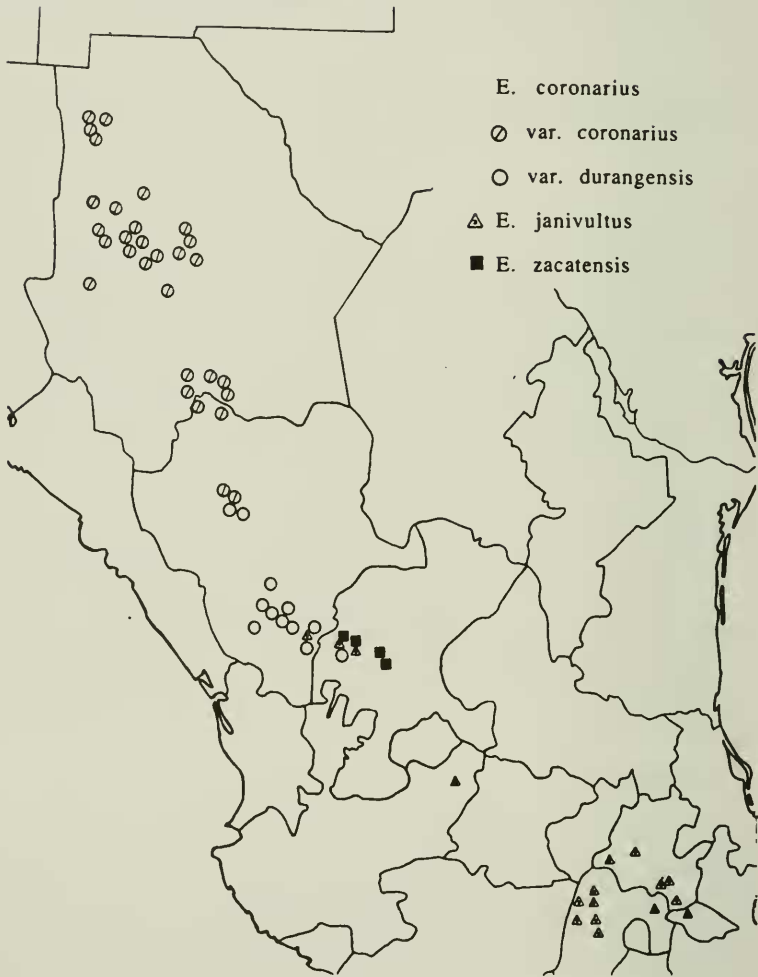 E. coronarius
var. coronarius
var. durangensis
E. janivultus
E. zacatensis